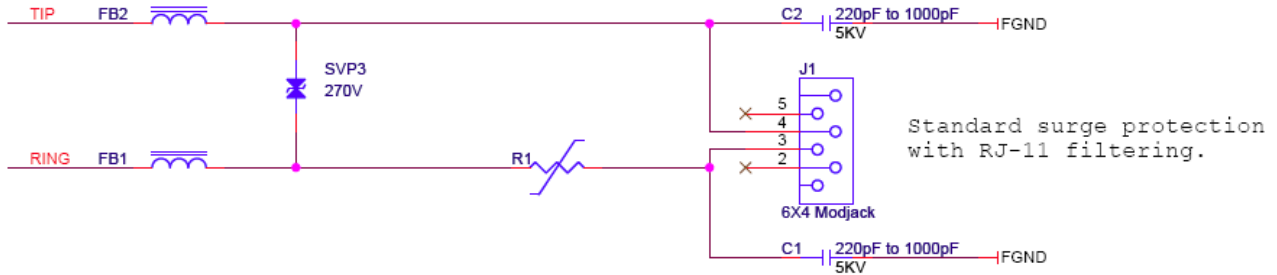 TIP FB2 C2 220pF to 1000pF FGND
5KV
SVP3
270V
J1
5
4
3
2
Standard surge protection
with RJ-11 filtering.
RING FB1 R1
6X4 Modjack
C1 220pF to 1000pF FGND
5KV